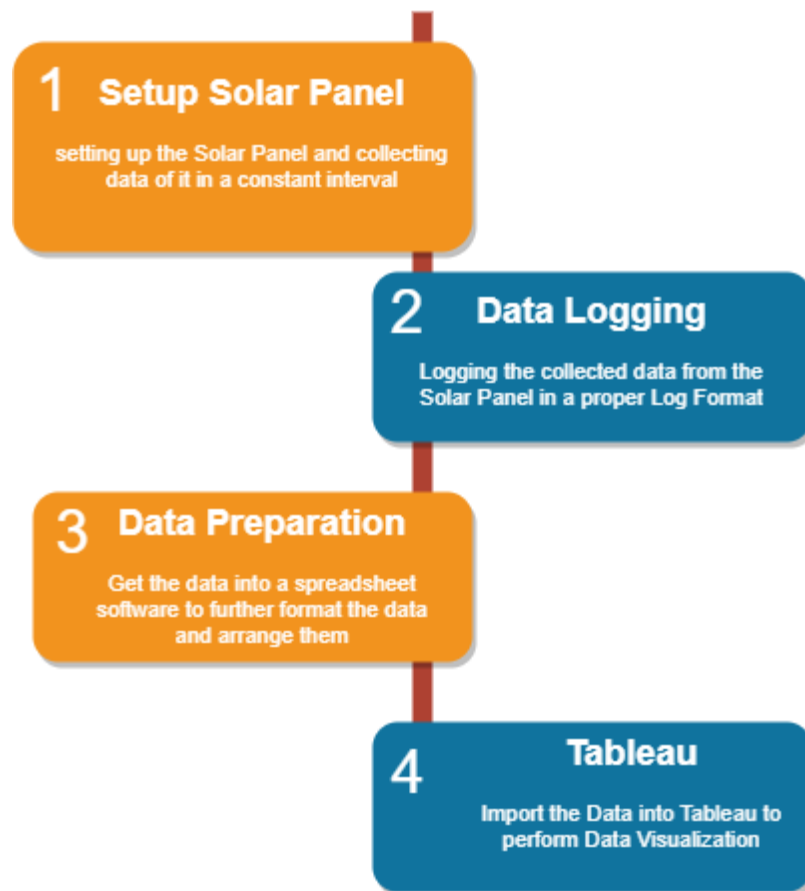 1 Setup Solar Panel
setting up the Solar Panel and collecting
data of it in a constant interval
2 Data Logging
Logging the collected data from the
Solar Panel in a proper Log Format
3 Data Preparation
Get the data into a spreadsheet
software to further format the data
and arrange them
4 Tableau
Import the Data into Tableau to
perform Data Visualization